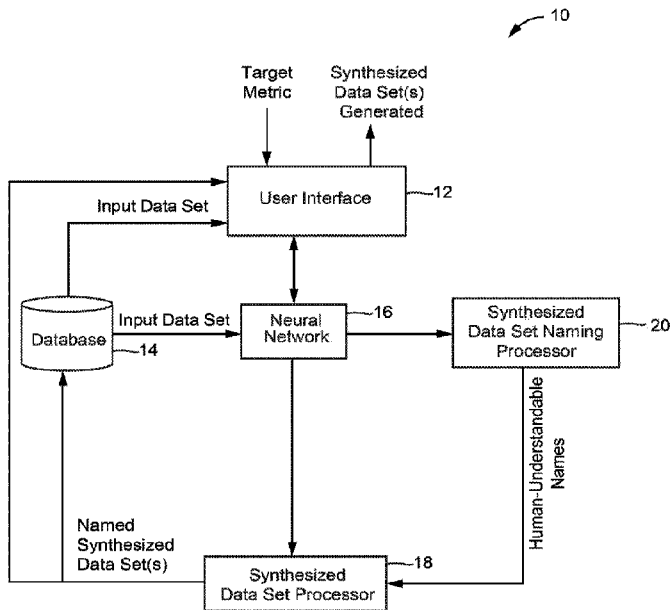 10
Target
Metric
Synthesized
Data Set(s)
Generated
User Interface
12
Input Data Set
Database
14
Input Data Set
Neural
Network
16
Synthesized
Data Set Naming
Processor
20
Human-Understandable
Names
Named
Synthesized
Data Set(s)
Synthesized
Data Set Processor
18